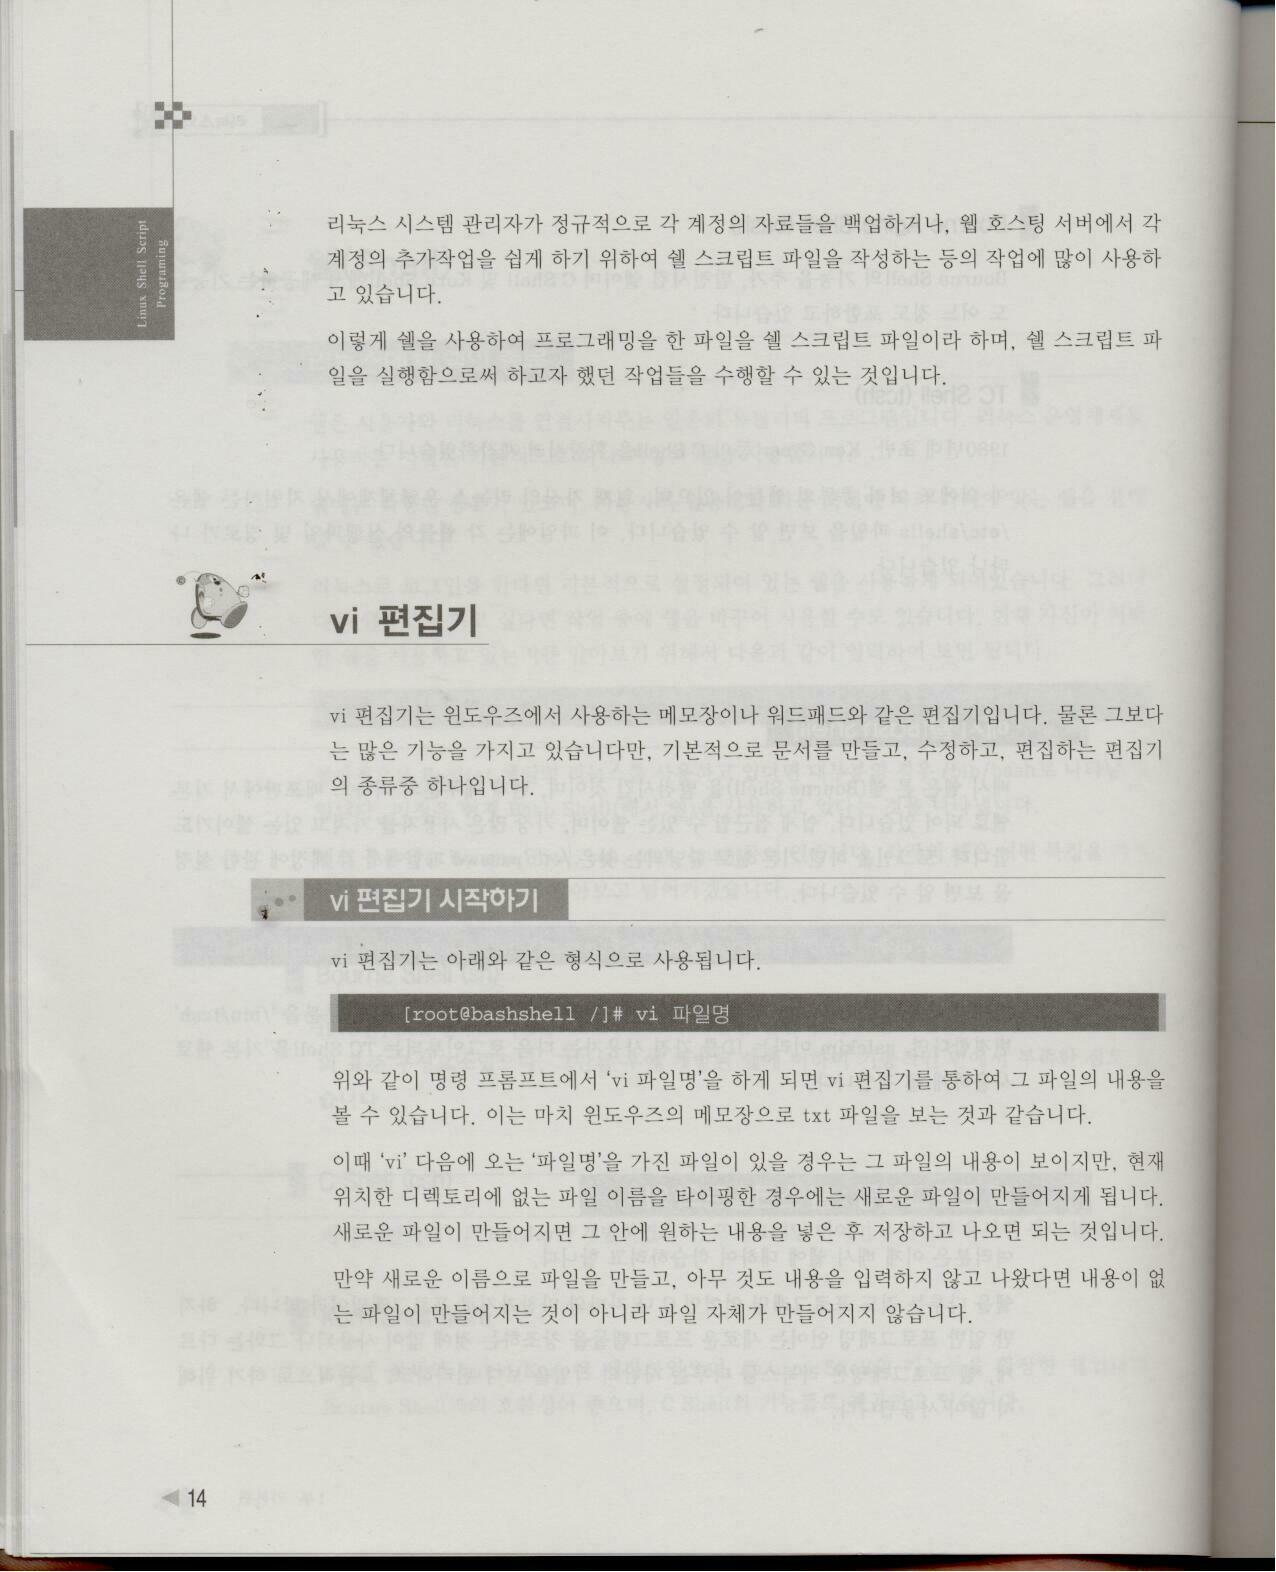 Linux Shell Script
Programing
리눅스 시스템 관리자가 정규적으로 각 계정의 자료들을 백업하거나, 웹 호스팅 서버에서 각
계정의 추가작업을 쉽게 하기 위하여 쉘 스크립트 파일을 작성하는 등의 작업에 많이 사용하
고 있습니다.
이렇게 쉘을 사용하여 프로그래밍을 한 파일을 쉘 스크립트 파일이라 하며, 쉘 스크립트 파
일을 실행함으로써 하고자 했던 작업들을 수행할 수 있는 것입니다.
vi 편집기
vi 편집기는 윈도우즈에서 사용하는 메모장이나 워드패드와 같은 편집기입니다. 물론 그보다
는 많은 기능을 가지고 있습니다만, 기본적으로 문서를 만들고, 수정하고, 편집하는 편집기
의 종류중 하나입니다.
vi 편집기 시작하기
vi 편집기는 아래와 같은 형식으로 사용됩니다.
[root@bashshell /]# vi 파일명
위와 같이 명령 프롬프트에서 ‘vi 파일명’을 하게 되면 vi 편집기를 통하여 그 파일의 내용을
볼 수 있습니다. 이는 마치 윈도우즈의 메모장으로 txt 파일을 보는 것과 같습니다.
이때 ‘vi’ 다음에 오는 ‘파일명’을 가진 파일이 있을 경우는 그 파일의 내용이 보이지만, 현재
위치한 디렉토리에 없는 파일 이름을 타이핑한 경우에는 새로운 파일이 만들어지게 됩니다.
새로운 파일이 만들어지면 그 안에 원하는 내용을 넣은 후 저장하고 나오면 되는 것입니다.
만약 새로운 이름으로 파일을 만들고, 아무 것도 내용을 입력하지 않고 나왔다면 내용이 없
는 파일이 만들어지는 것이 아니라 파일 자체가 만들어지지 않습니다.
14